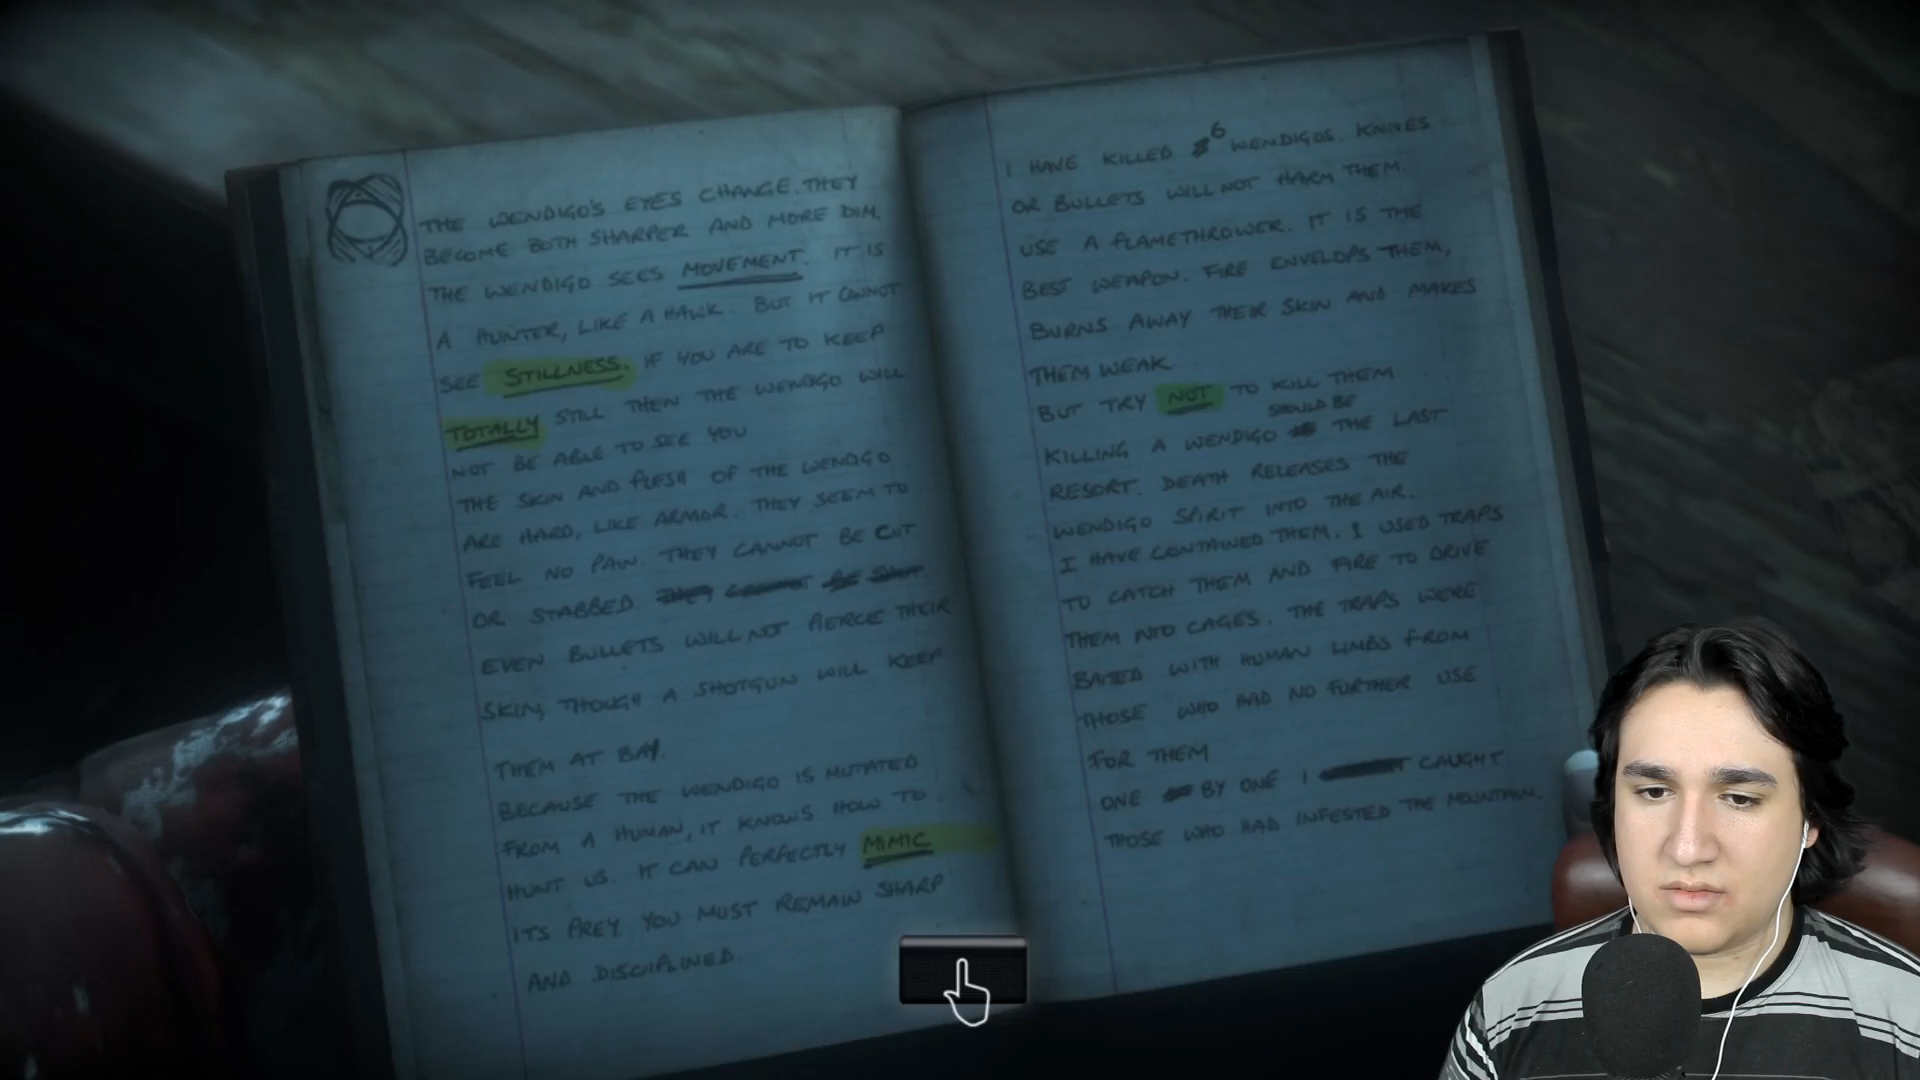 THE WENDIGO'S EYES CHANGE. THEY
BECOME BOTH SHARPER AND MORE DIM.
THE WENDIGO SEES MOVEMENT. IT IS
A HUNTER, LIKE A HAWK. BUT IT CANNOT
SEE STILLNESS. IF YOU ARE TO KEEP
TOTALLY STILL THEN THE WENDIGO WILL
NOT BE ABLE TO SEE YOU
THE SKIN AND FLESH OF THE WENDIGO
ARE HARD, LIKE ARMOR. THEY SEEM TO
FEEL NO PAIN. THEY CANNOT BE CUT
OR STABBED. THEY CANNOT BE SHOT
EVEN BULLETS WILL NOT PIERCE THEIR
SKIN, THOUGH A SHOTGUN WILL KEEP
THEM AT BAY.
BECAUSE THE WENDIGO IS MUTATED
FROM A HUMAN, IT KNOWS HOW TO
HUNT US. IT CAN PERFECTLY MIMIC
ITS PREY. YOU MUST REMAIN SHARP
AND DISCIPLINED.
I HAVE KILLED 6 WENDIGOS. KNIVES
OR BULLETS WILL NOT HARM THEM.
USE A FLAMETHROWER. IT IS THE
BEST WEAPON. FIRE ENVELOPS THEM,
BURNS AWAY THEIR SKIN AND MAKES
THEM WEAK
BUT TRY NOT TO KILL THEM
KILLING A WENDIGO SHOULD BE THE LAST
RESORT. DEATH RELEASES THE
WENDIGO SPIRIT INTO THE AIR.
I HAVE CONTAINED THEM. I USED TRAPS
TO CATCH THEM AND FIRE TO DRIVE
THEM INTO CAGES. THE TRAPS WERE
BAITED WITH HUMAN LIMBS FROM
THOSE WHO HAD NO FURTHER USE
FOR THEM
ONE BY ONE I CAUGHT
THOSE WHO HAD INFESTED THE MOUNTAIN.